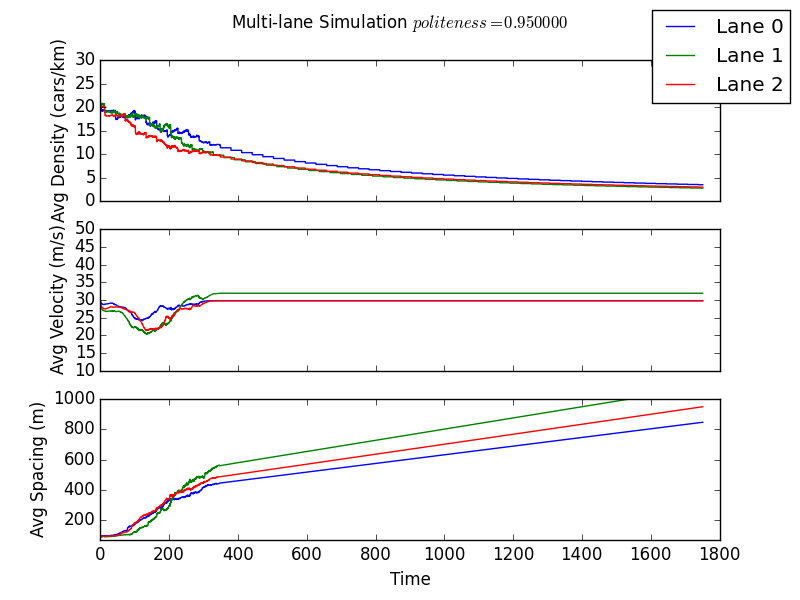 Multi-lane Simulation politeness=0.950000
Lane 0
Lane 1
Lane 2
Avg Density (cars/km)
30
25
20
15
10
5
0
Avg Velocity (m/s)
50
45
40
35
30
25
20
15
10
Avg Spacing (m)
1000
800
600
400
200
0 200 400 600 800 1000 1200 1400 1600 1800
Time